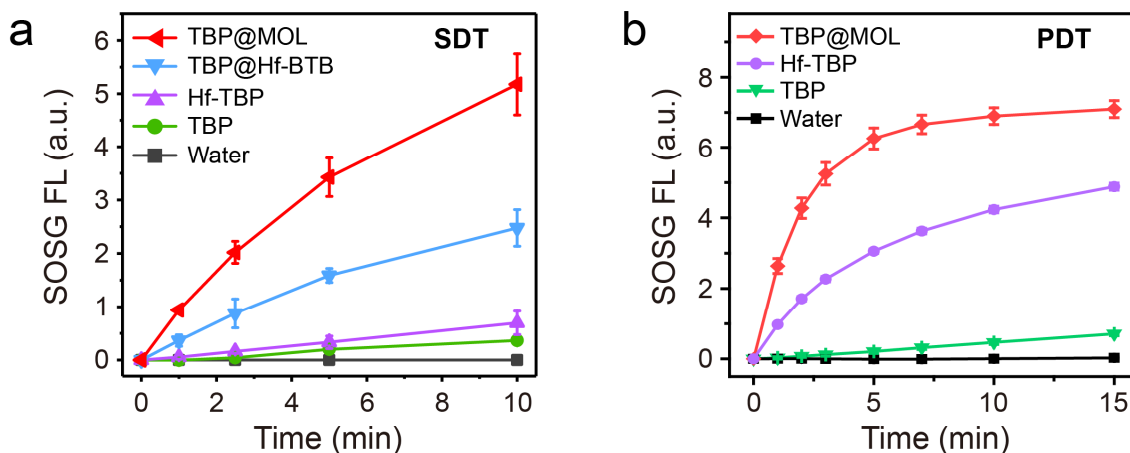 a
SDT
TBP@MOL
TBP@Hf-BTB
Hf-TBP
TBP
Water
SOSG FL (a.u.)
6
5
4
3
2
1
0
0 2 4 6 8 10
Time (min)
b
PDT
TBP@MOL
Hf-TBP
TBP
Water
SOSG FL (a.u.)
8
6
4
2
0
0 5 10 15
Time (min)